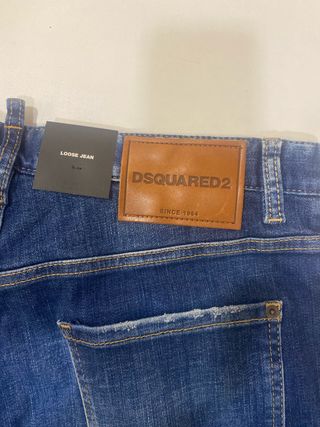 LOOSE JEAN
DSQUARED2
SINCE 1964